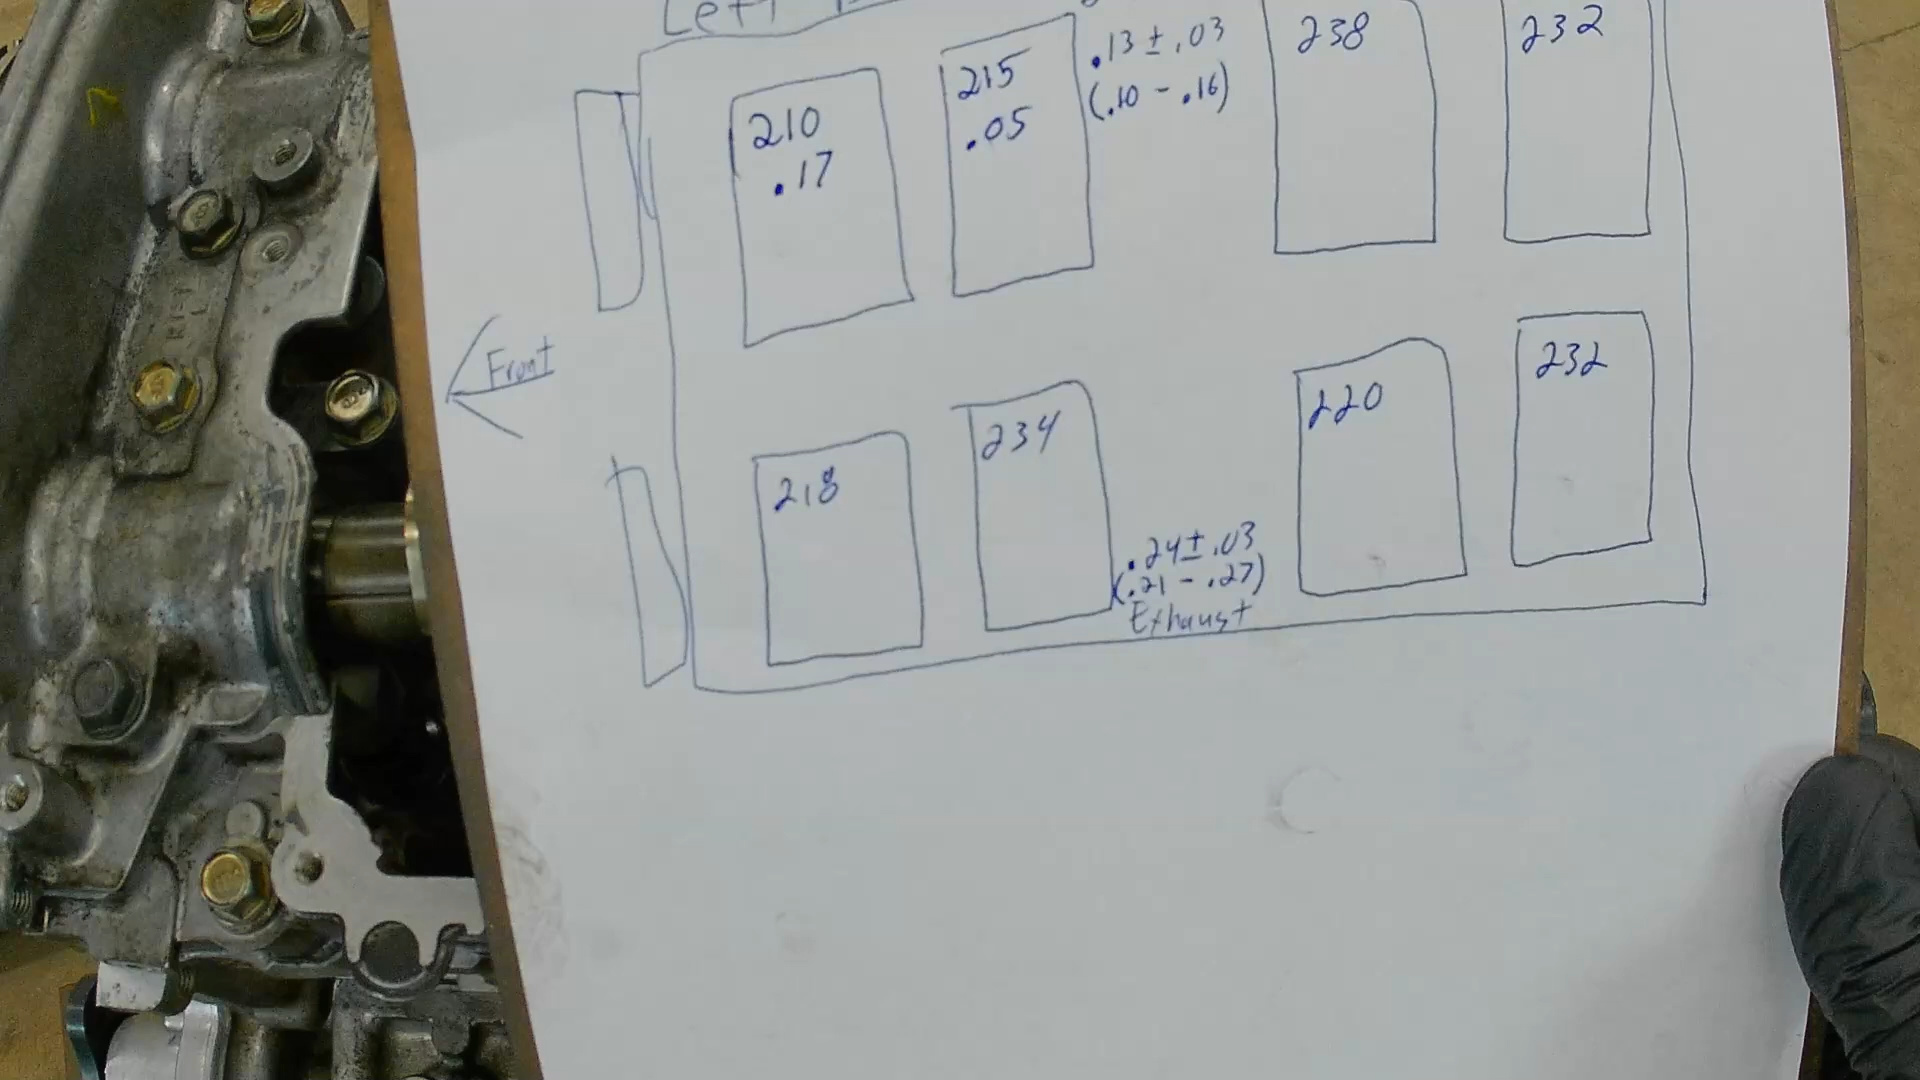 Left
.13 ± .03
(.10 - .16)
210
.17
215
.05
238
232
Front
218
234
220
232
.24 ± .03
(.21 - .27)
Exhaust